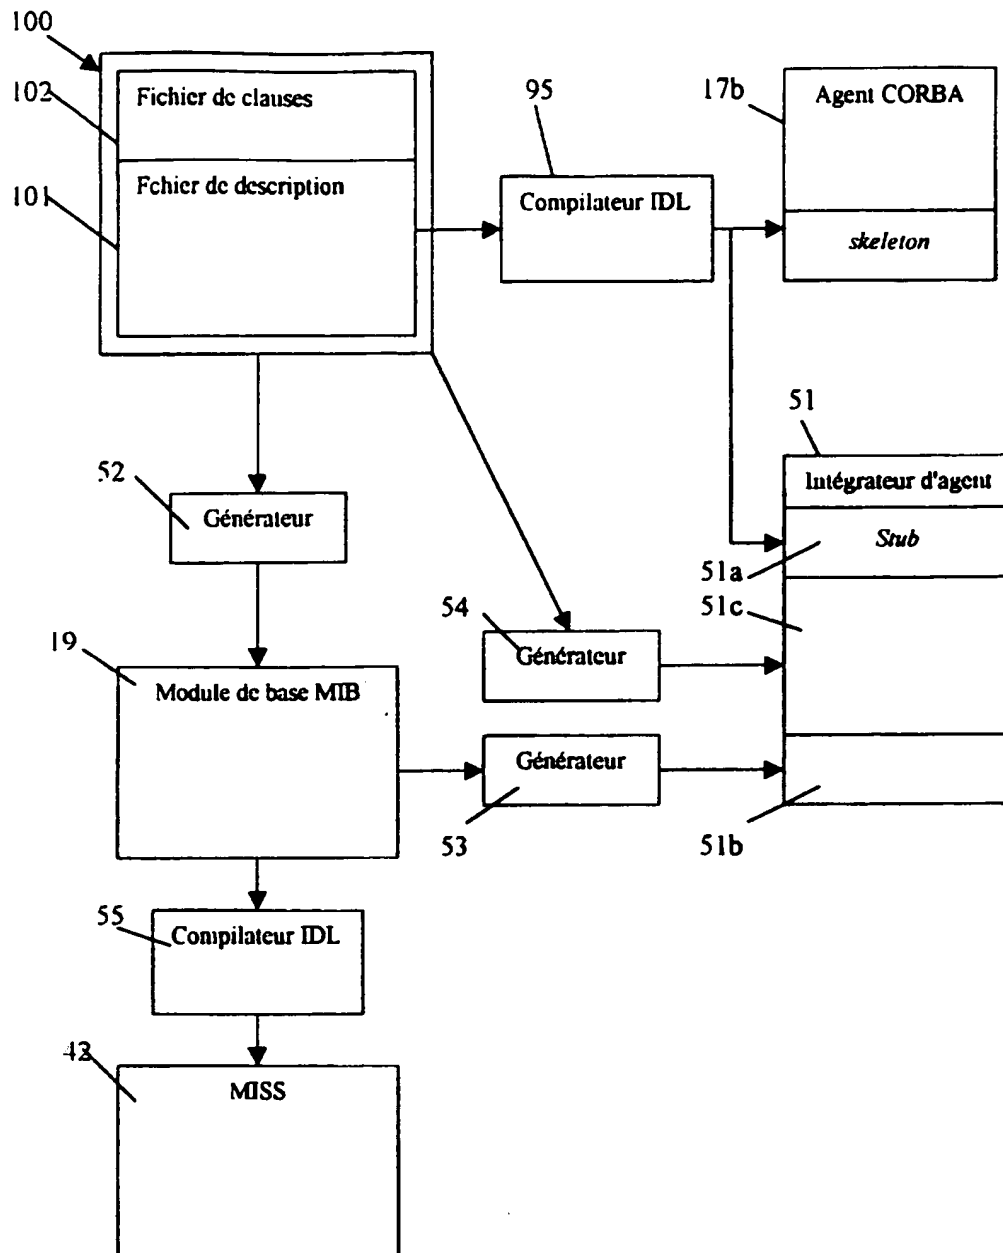 100
102
Fichier de clauses
95
17b
Agent CORBA
101
Fchier de description
Compilateur IDL
skeleton
51
52
Intégrateur d'agent
Générateur
Stub
51a
51c
54
19
Générateur
Module de base MIB
Générateur
53
51b
55
Compilateur IDL
42
MISS